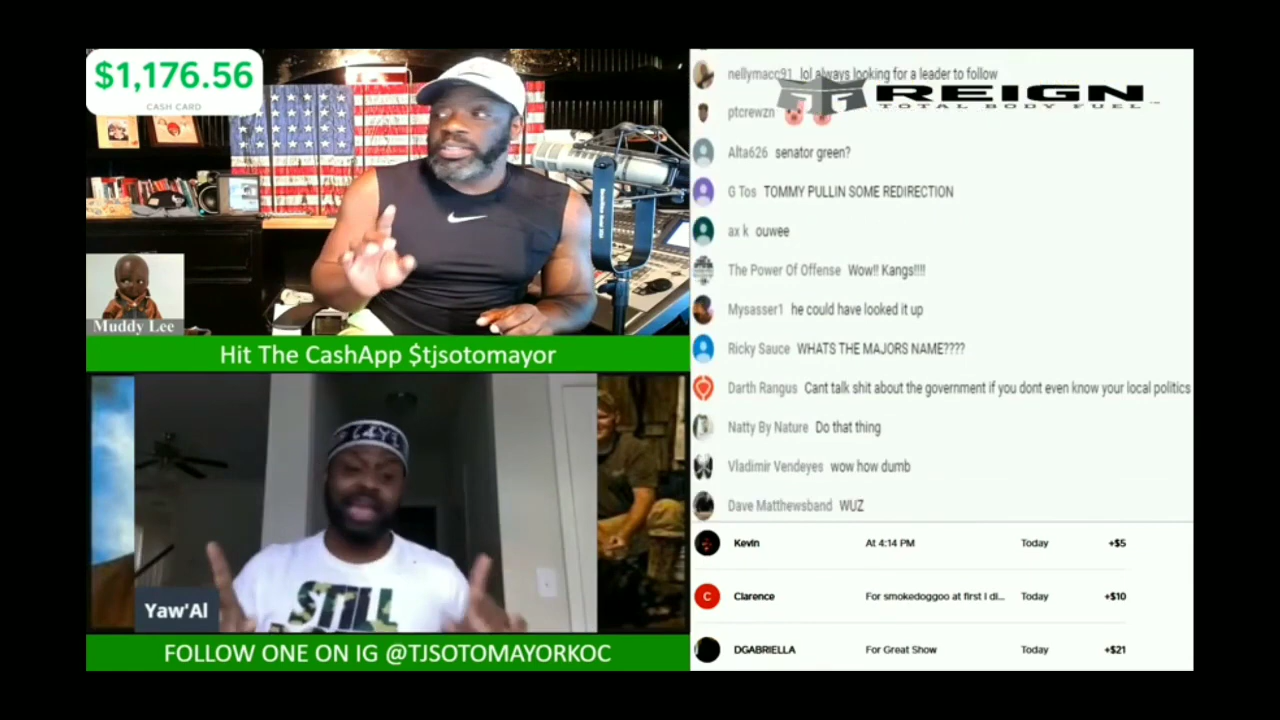 $1,176.56
CASH CARD
Muddy Lee
Hit The CashApp $tjsotomayor
STILL
Yaw'Al
FOLLOW ONE ON IG @TJSOTOMAYORKOC
nellymacc91 lol always looking for a leader to follow
REIGN
TOTAL BODY FUEL
ptcrewzn
Alta626 senator green?
G Tos TOMMY PULLIN SOME REDIRECTION
ax k ouwee
The Power Of Offense Wow!! Kangs!!!!
Mysasser1 he could have looked it up
Ricky Sauce WHATS THE MAJORS NAME????
Darth Rangus Cant talk shit about the government if you dont even know your local politics
Natty By Nature Do that thing
Vladimir Vendeyes wow how dumb
Dave Matthewsband WUZ
Kevin At 4:14 PM Today +$5
C Clarence For smokedoggoo at first I di... Today +$10
DGABRIELLA For Great Show Today +$21